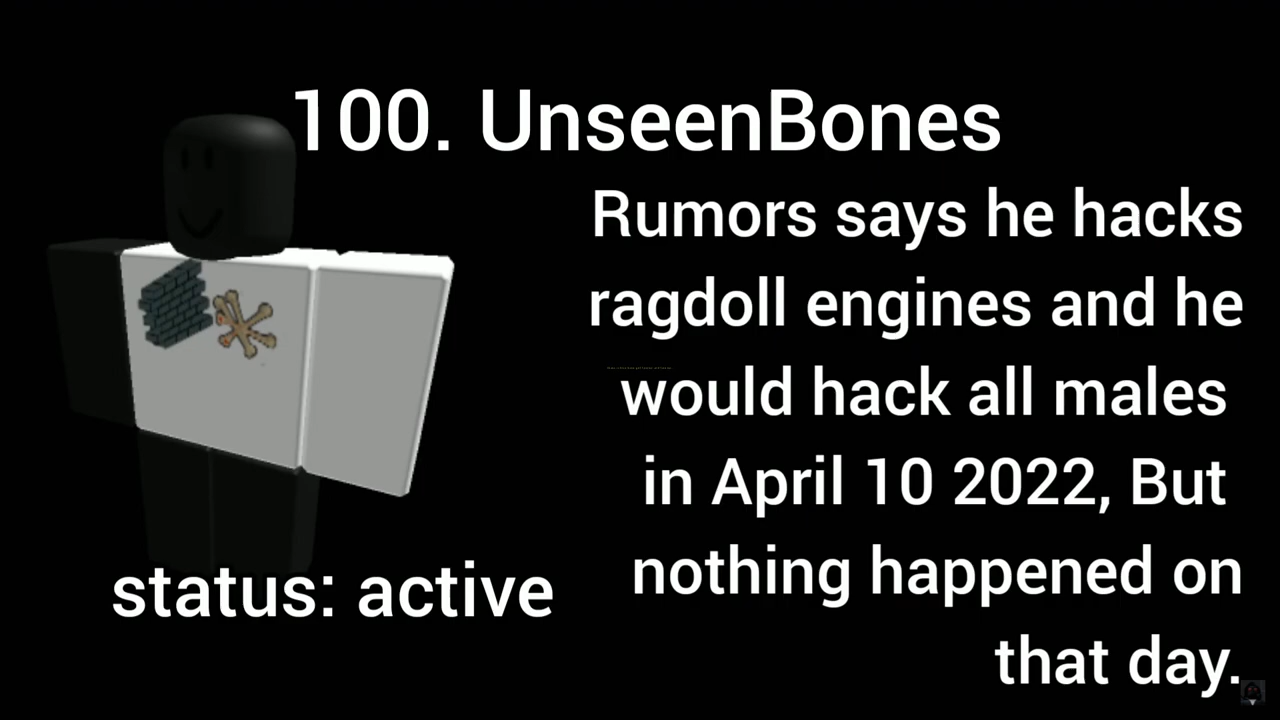 100. UnseenBones
Rumors says he hacks
ragdoll engines and he
would hack all males
in April 10 2022, But
nothing happened on
that day.
status: active